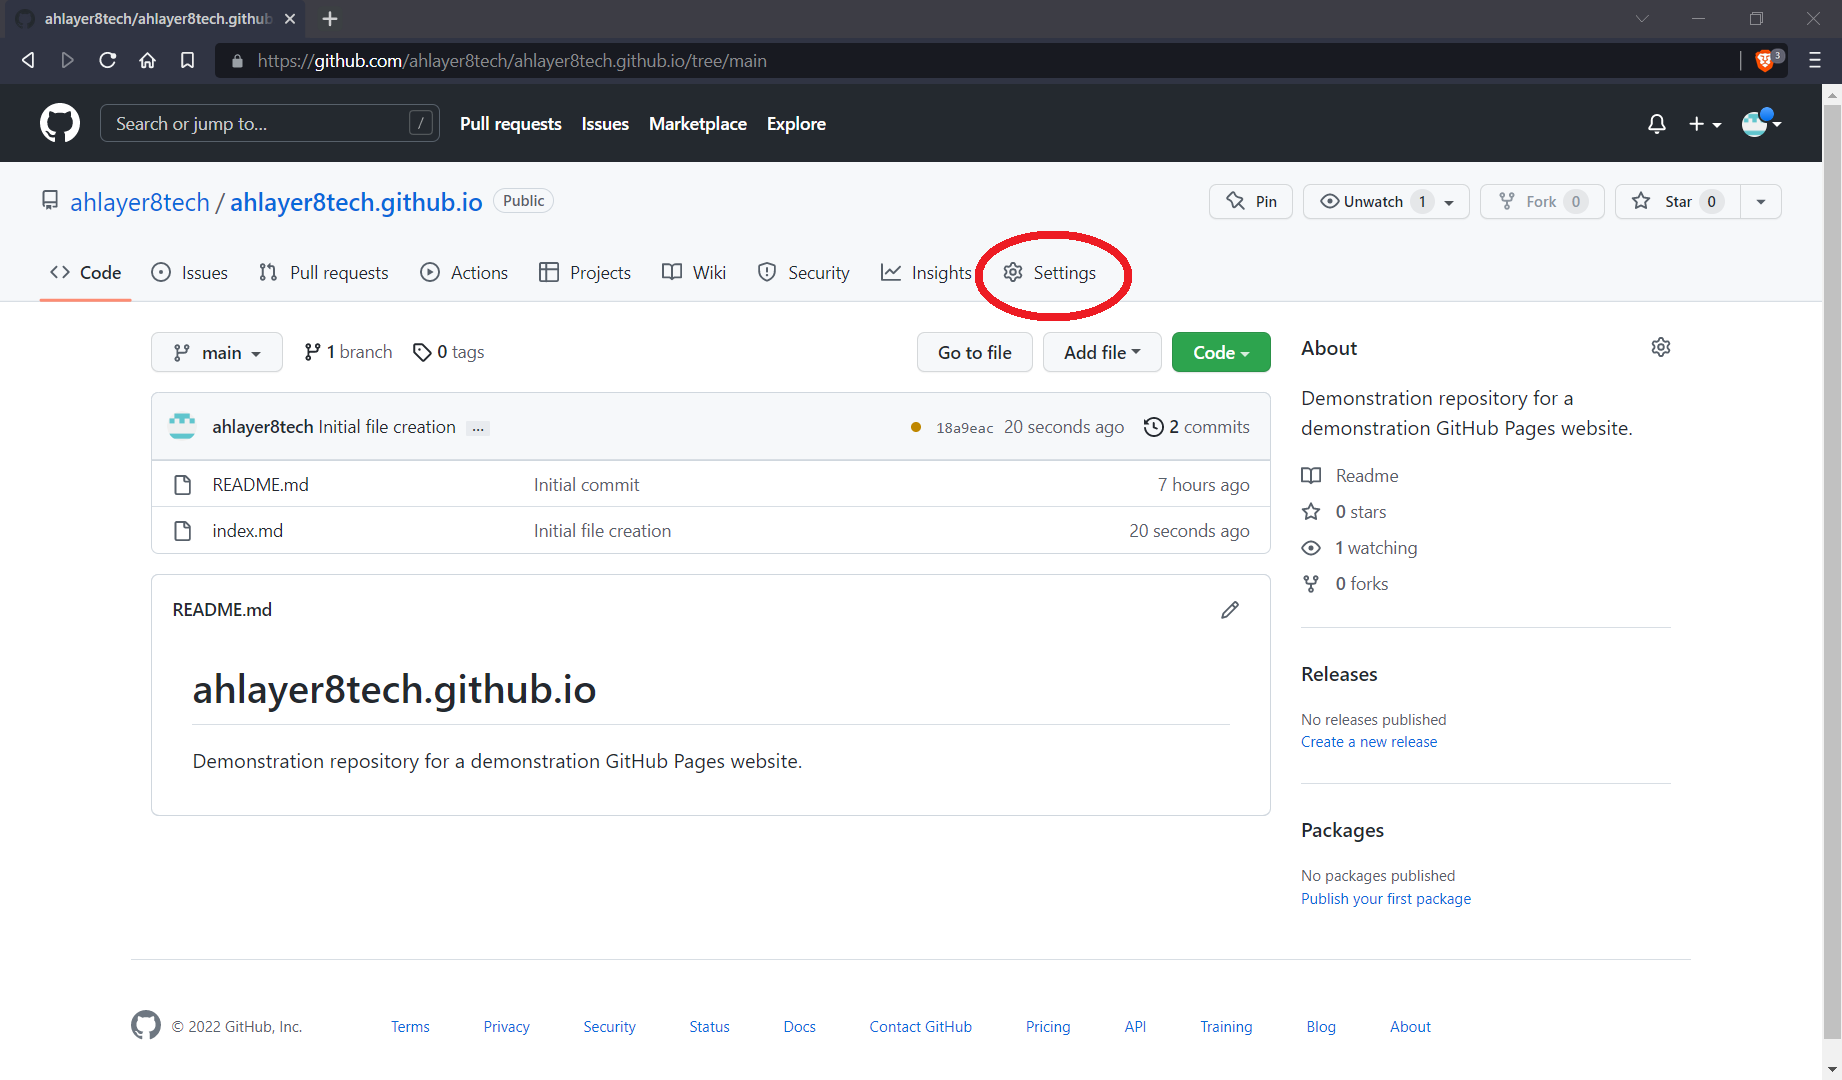 ahlayer8tech/ahlayer8tech.github
https://github.com/ahlayer8tech/ahlayer8tech.github.io/tree/main
3
Search or jump to... /
Pull requests Issues Marketplace Explore
ahlayer8tech / ahlayer8tech.github.io Public
Pin Unwatch 1 Fork 0 Star 0
Code Issues Pull requests Actions Projects Wiki Security Insights Settings
main 1 branch 0 tags Go to file Add file Code
ahlayer8tech Initial file creation ... 18a9eac 20 seconds ago 2 commits
README.md Initial commit 7 hours ago
index.md Initial file creation 20 seconds ago
README.md
ahlayer8tech.github.io
Demonstration repository for a demonstration GitHub Pages website.
About
Demonstration repository for a
demonstration GitHub Pages website.
Readme
0 stars
1 watching
0 forks
Releases
No releases published
Create a new release
Packages
No packages published
Publish your first package
© 2022 GitHub, Inc. Terms Privacy Security Status Docs Contact GitHub Pricing API Training Blog About